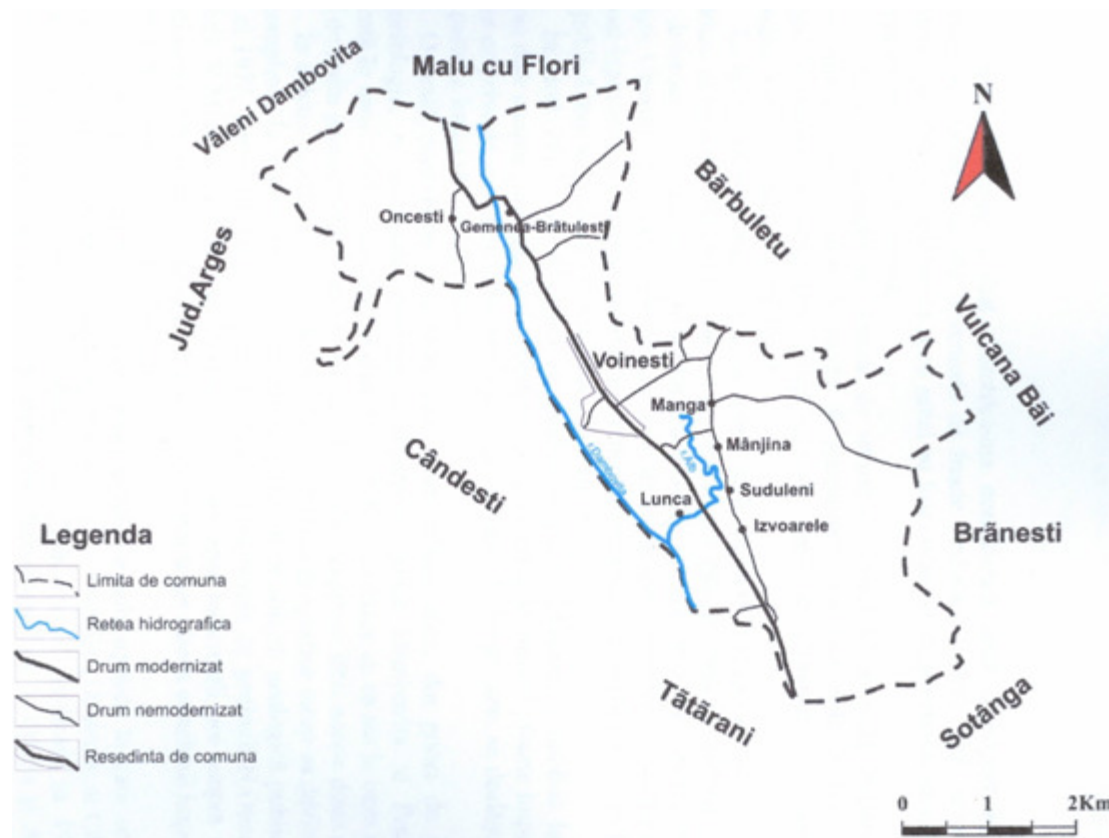 Malu cu Flori
Văleni Dambovita
N
Bărbuletu
Oncesti
Gemenea-Brătulesti
Jud.Arges
Vulcana Băi
Voinesti
Manga
Mânjina
Cândesti
r.Dambovita
r.Alb
Suduleni
Lunca
Izvoarele
Brănesti
Legenda
Limita de comuna
Retea hidrografica
Drum modernizat
Drum nemodernizat
Resedinta de comuna
Tătărani
Sotânga
0 1 2Km